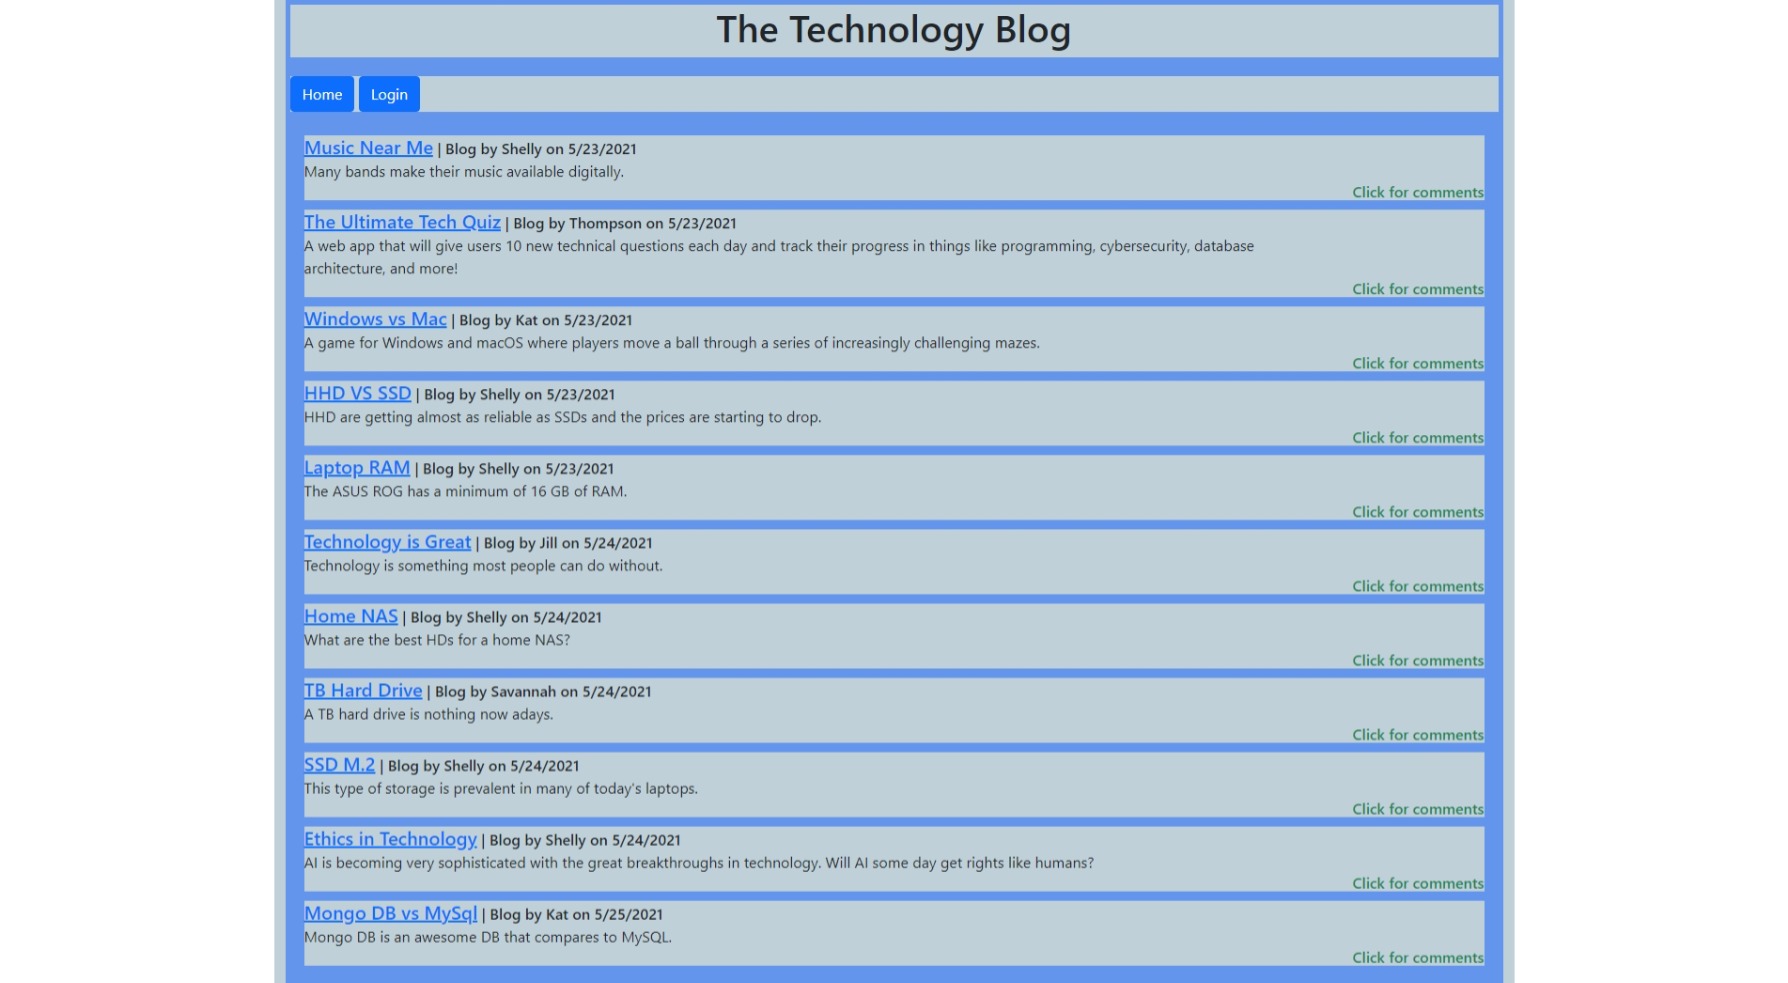 The Technology Blog
Home Login
Music Near Me | Blog by Shelly on 5/23/2021
Many bands make their music available digitally.
Click for comments
The Ultimate Tech Quiz | Blog by Thompson on 5/23/2021
A web app that will give users 10 new technical questions each day and track their progress in things like programming, cybersecurity, database
architecture, and more!
Click for comments
Windows vs Mac | Blog by Kat on 5/23/2021
A game for Windows and macOS where players move a ball through a series of increasingly challenging mazes.
Click for comments
HHD VS SSD | Blog by Shelly on 5/23/2021
HHD are getting almost as reliable as SSDs and the prices are starting to drop.
Click for comments
Laptop RAM | Blog by Shelly on 5/23/2021
The ASUS ROG has a minimum of 16 GB of RAM.
Click for comments
Technology is Great | Blog by Jill on 5/24/2021
Technology is something most people can do without.
Click for comments
Home NAS | Blog by Shelly on 5/24/2021
What are the best HDs for a home NAS?
Click for comments
TB Hard Drive | Blog by Savannah on 5/24/2021
A TB hard drive is nothing now adays.
Click for comments
SSD M.2 | Blog by Shelly on 5/24/2021
This type of storage is prevalent in many of today's laptops.
Click for comments
Ethics in Technology | Blog by Shelly on 5/24/2021
AI is becoming very sophisticated with the great breakthroughs in technology. Will AI some day get rights like humans?
Click for comments
Mongo DB vs MySql | Blog by Kat on 5/25/2021
Mongo DB is an awesome DB that compares to MySQL.
Click for comments